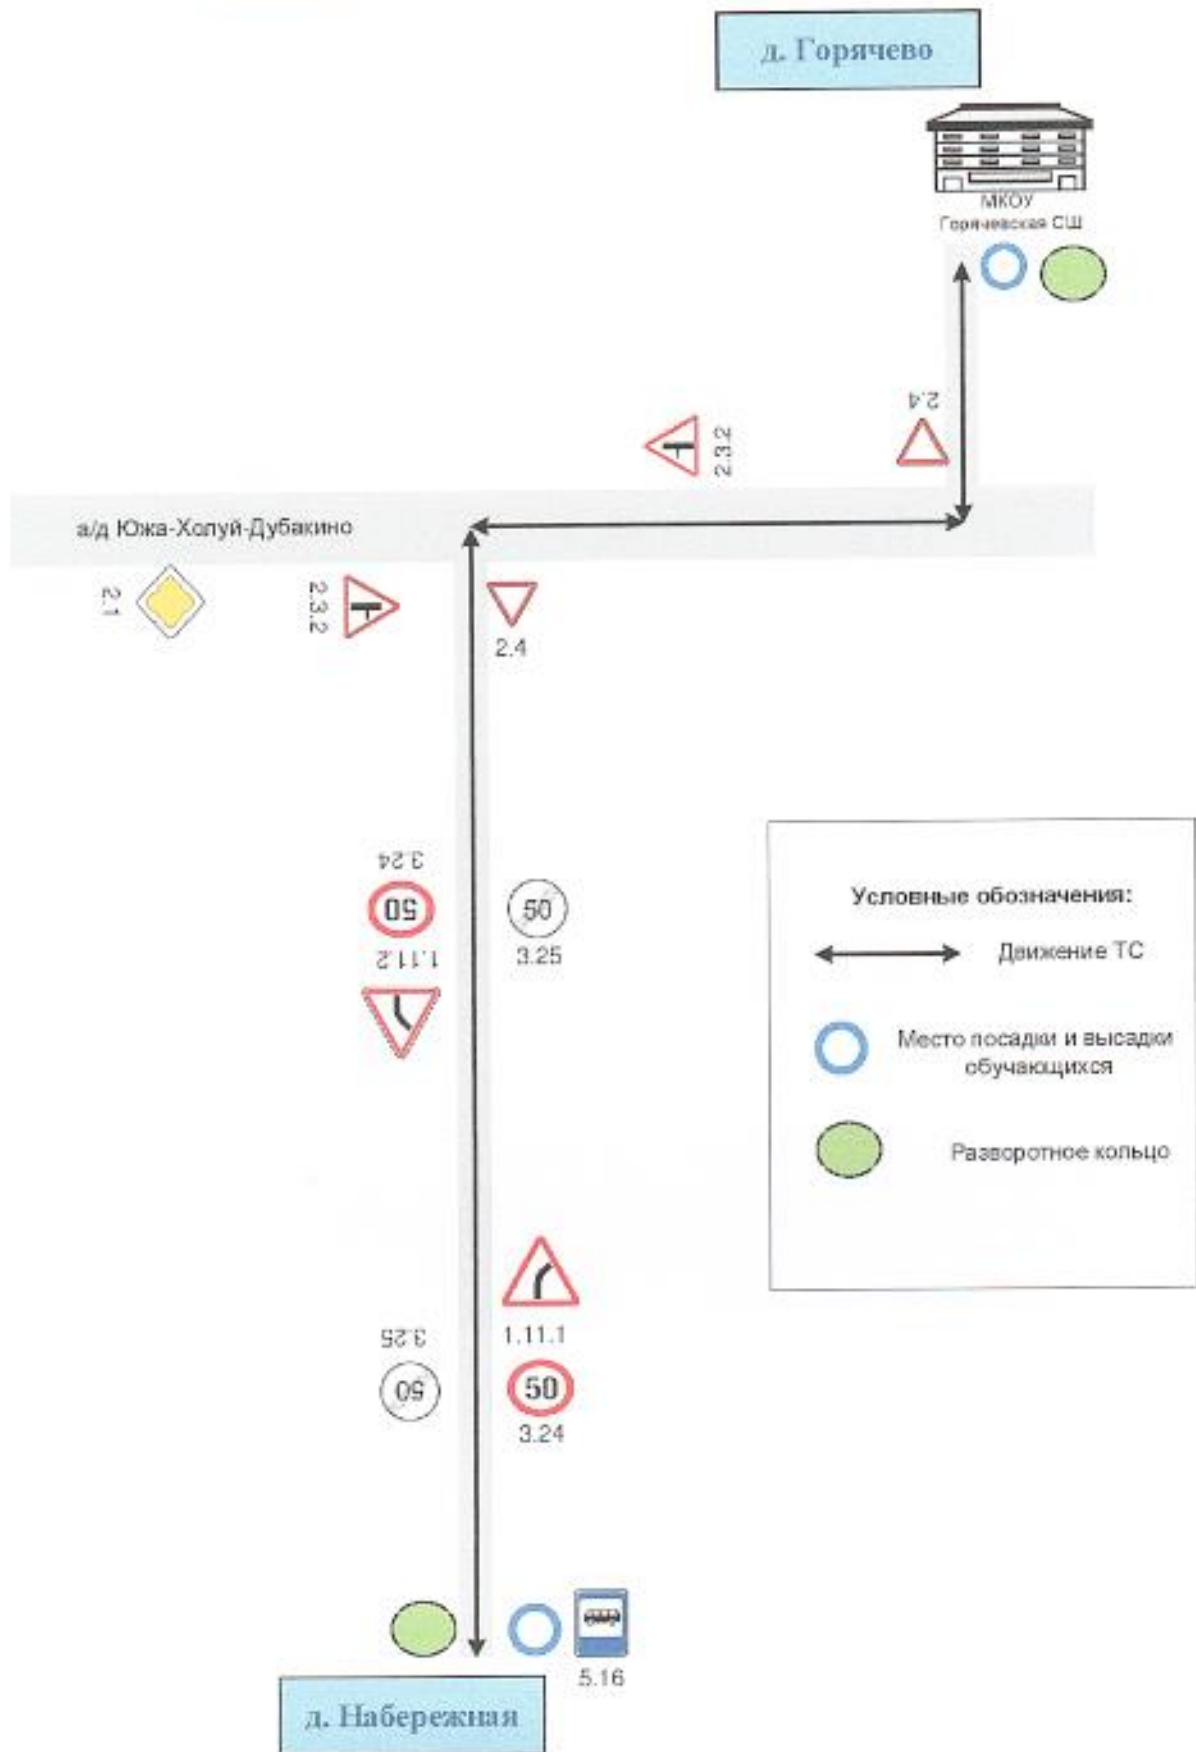 д. Горячево
МКОУ
Горячевская СШ
2.4
2.3.2
а/д Южа-Холуй-Дубакино
2.1
2.3.2
2.4
3.24
50
50
1.11.2
3.25
Условные обозначения:
Движение ТС
Место посадки и высадки
обучающихся
Разворотное кольцо
3.25
1.11.1
50
50
3.24
5.16
д. Набережная